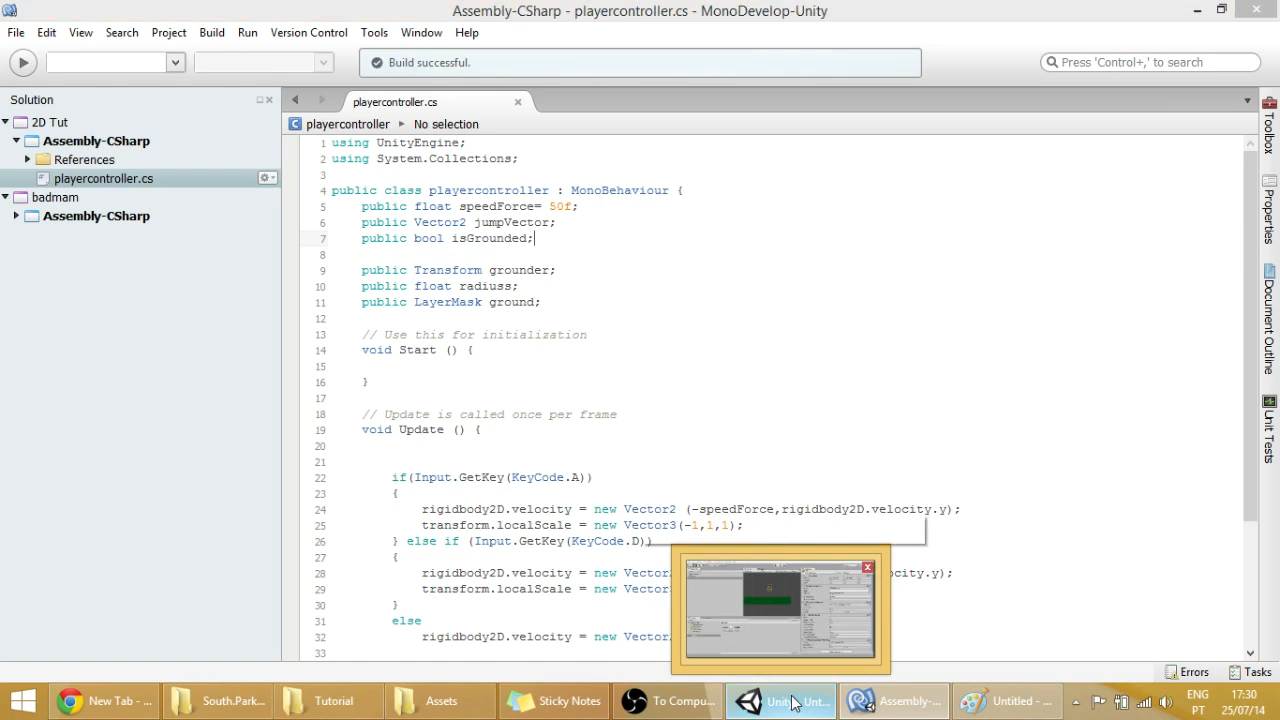 Assembly-CSharp - playercontroller.cs - MonoDevelop-Unity
File Edit View Search Project Build Run Version Control Tools Window Help
Build successful.
Press 'Control+,' to search
Solution
playercontroller.cs
2D Tut
Assembly-CSharp
References
playercontroller.cs
badmam
Assembly-CSharp
playercontroller No selection
1 using UnityEngine;
2 using System.Collections;
3
4 public class playercontroller : MonoBehaviour {
5 public float speedForce= 50f;
6 public Vector2 jumpVector;
7 public bool isGrounded;
8
9 public Transform grounder;
10 public float radiuss;
11 public LayerMask ground;
12
13 // Use this for initialization
14 void Start () {
15
16 }
17
18 // Update is called once per frame
19 void Update () {
20
21
22 if(Input.GetKey(KeyCode.A))
23 {
24 rigidbody2D.velocity = new Vector2 (-speedForce,rigidbody2D.velocity.y);
25 transform.localScale = new Vector3(-1,1,1);
26 } else if (Input.GetKey(KeyCode.D))
27 {
28 rigidbody2D.velocity = new Vector ocity.y);
29 transform.localScale = new Vector
30 }
31 else
32 rigidbody2D.velocity = new Vector
33
Toolbox
Properties
Document Outline
Unit Tests
Errors Tasks
New Tab - ... South.Park... Tutorial Assets Sticky Notes To Compu... Unity - Unt... Assembly-... Untitled - ...
ENG
PT
17:30
25/07/14